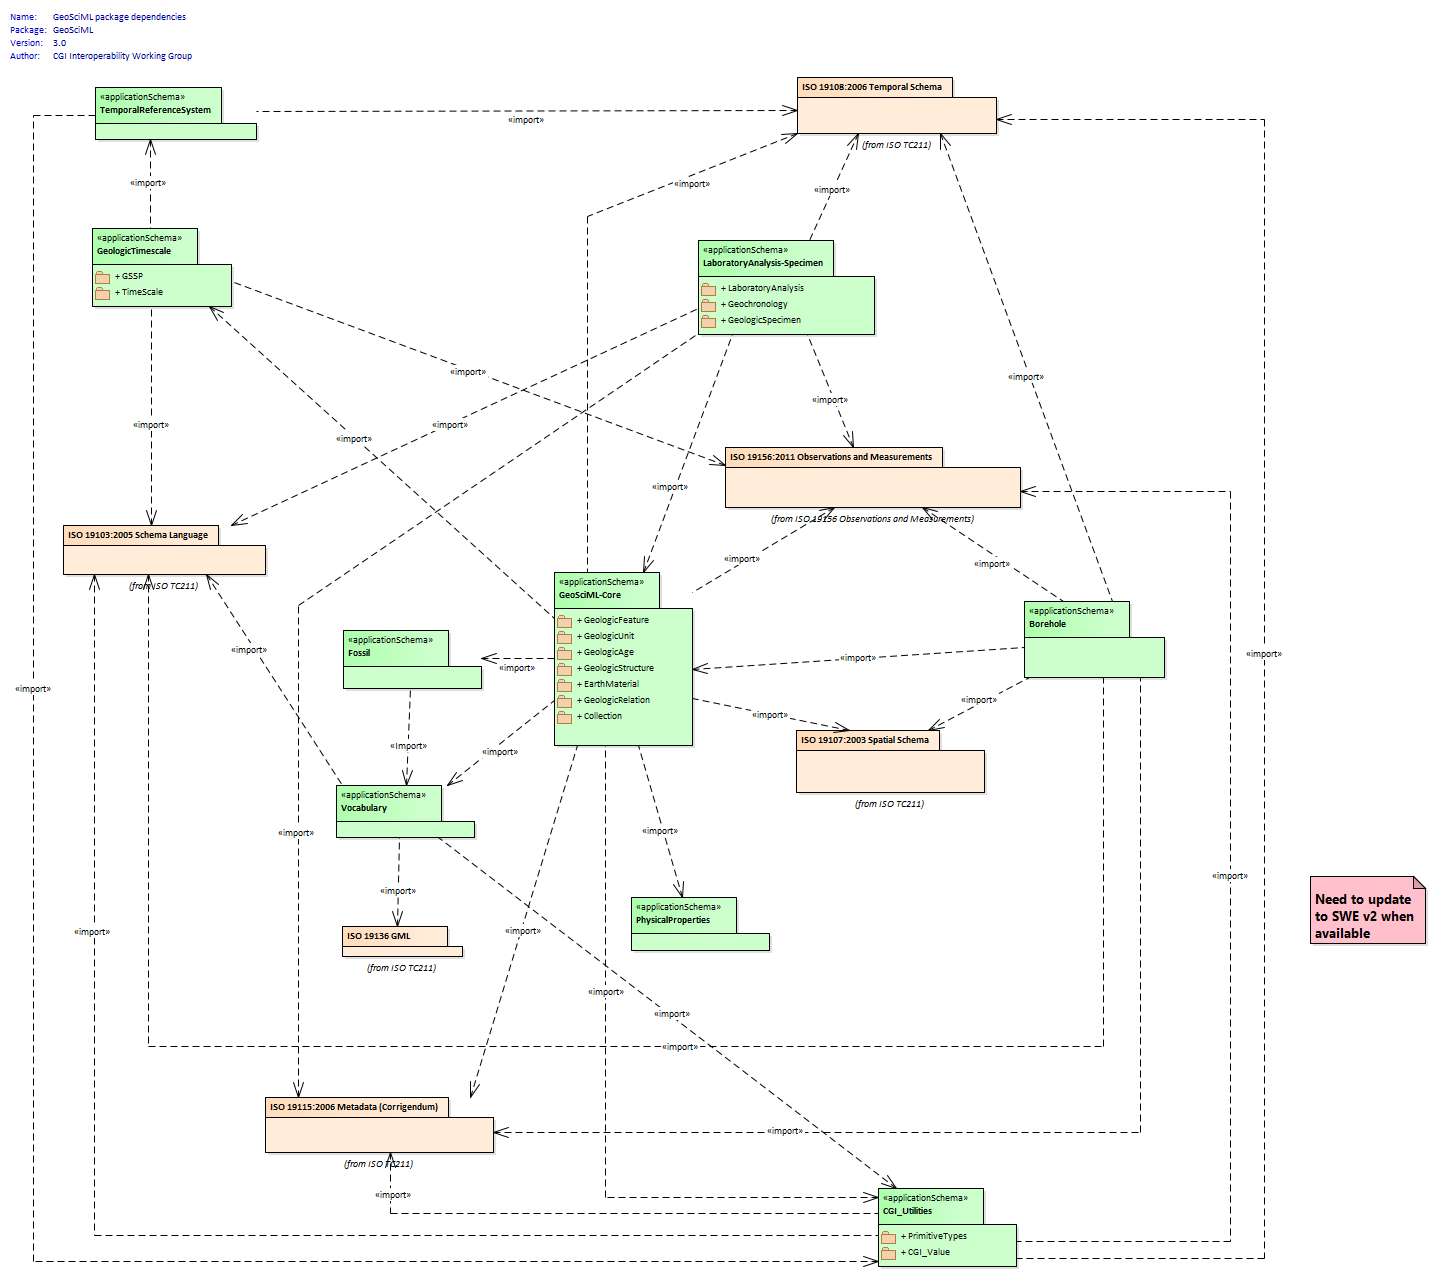 Name: GeoSciML package dependencies
Package: GeoSciML
Version: 3.0
Author: CGI Interoperability Working Group
«applicationSchema»
TemporalReferenceSystem
ISO 19108:2006 Temporal Schema
(from ISO TC211)
«import»
«import»
«import»
«import»
«applicationSchema»
GeologicTimescale
+ GSSP
+ TimeScale
«applicationSchema»
LaboratoryAnalysis-Specimen
+ LaboratoryAnalysis
+ Geochronology
+ GeologicSpecimen
«import»
«import»
«import»
«import»
«import»
«import»
ISO 19156:2011 Observations and Measurements
(from ISO 19156 Observations and Measurements)
«import»
ISO 19103:2005 Schema Language
(from ISO TC211)
«import»
«import»
«applicationSchema»
GeoSciML-Core
+ GeologicFeature
+ GeologicUnit
+ GeologicAge
+ GeologicStructure
+ EarthMaterial
+ GeologicRelation
+ Collection
«applicationSchema»
Borehole
«applicationSchema»
Fossil
«import»
«import»
«import»
«import»
«import»
«import»
«import»
«import»
ISO 19107:2003 Spatial Schema
(from ISO TC211)
«import»
«import»
«applicationSchema»
Vocabulary
«import»
«import»
«import»
«import»
Need to update
to SWE v2 when
available
«applicationSchema»
PhysicalProperties
ISO 19136 GML
(from ISO TC211)
«import»
«import»
«import»
«import»
«import»
ISO 19115:2006 Metadata (Corrigendum)
(from ISO TC211)
«import»
«import»
«applicationSchema»
CGI_Utilities
+ PrimitiveTypes
+ CGI_Value